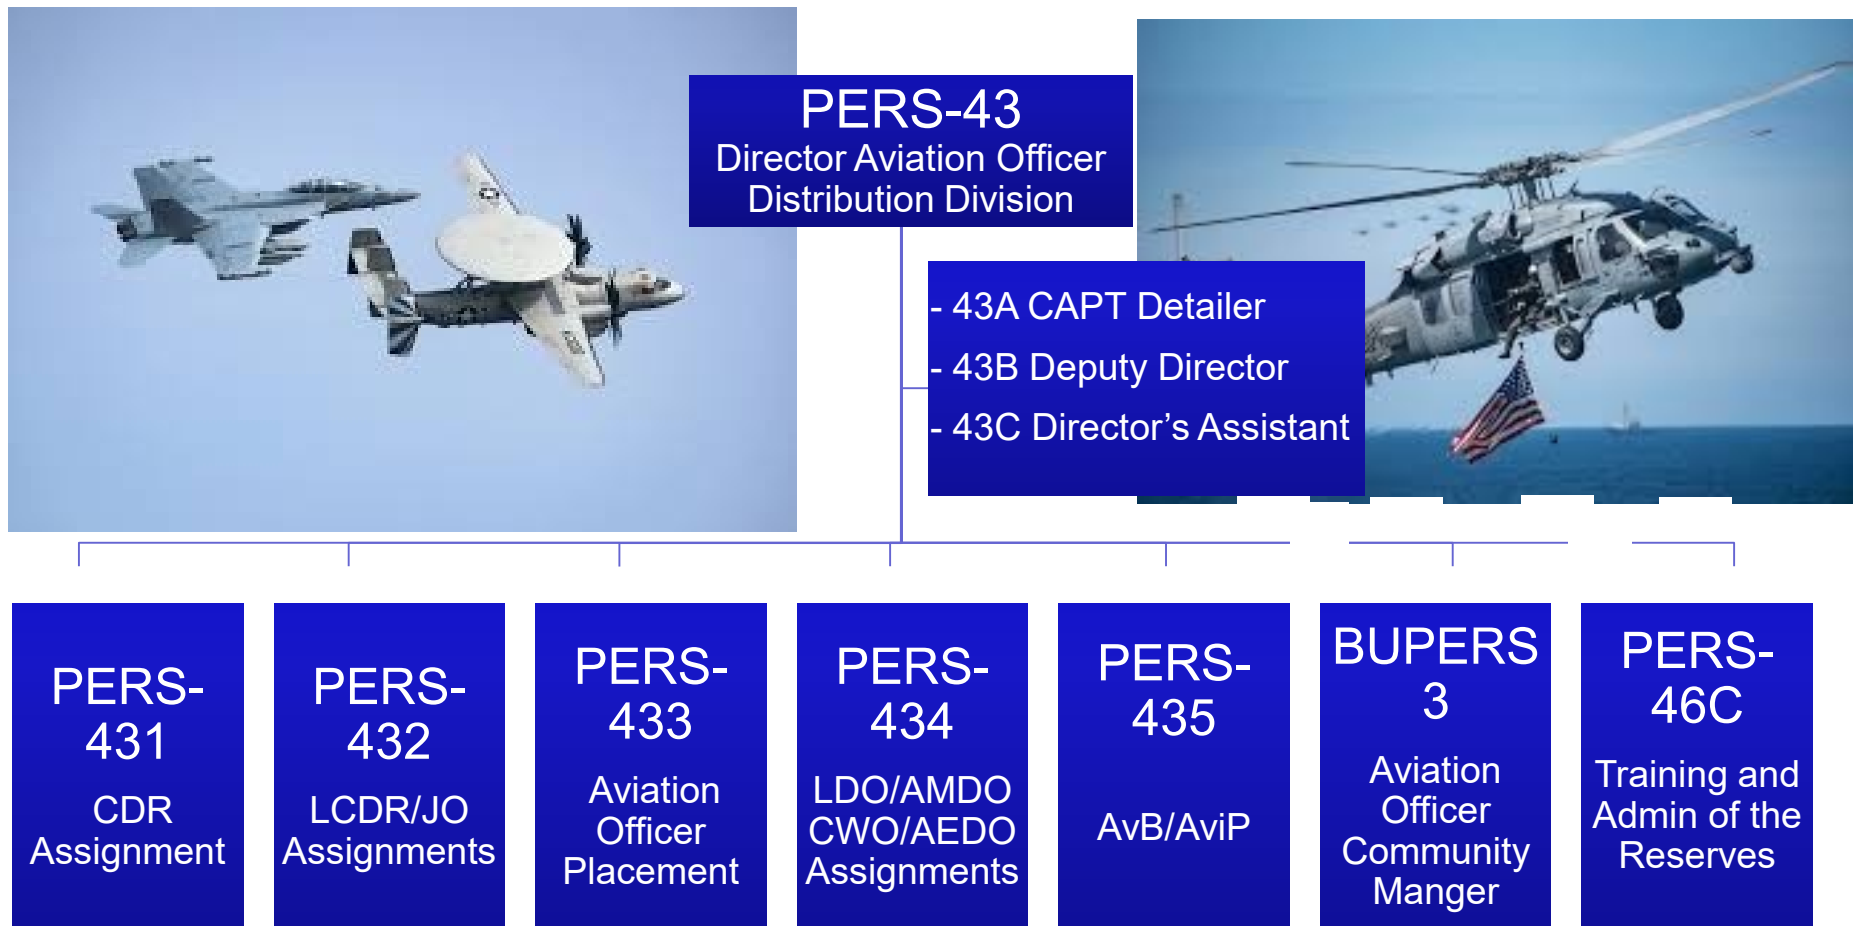 PERS-43
Director Aviation Officer
Distribution Division
- 43A CAPT Detailer
- 43B Deputy Director
- 43C Director’s Assistant
PERS-
431
CDR
Assignment
PERS-
432
LCDR/JO
Assignments
PERS-
433
Aviation
Officer
Placement
PERS-
434
LDO/AMDO
CWO/AEDO
Assignments
PERS-
435
AvB/AviP
BUPERS
3
Aviation
Officer
Community
Manger
PERS-
46C
Training and
Admin of the
Reserves